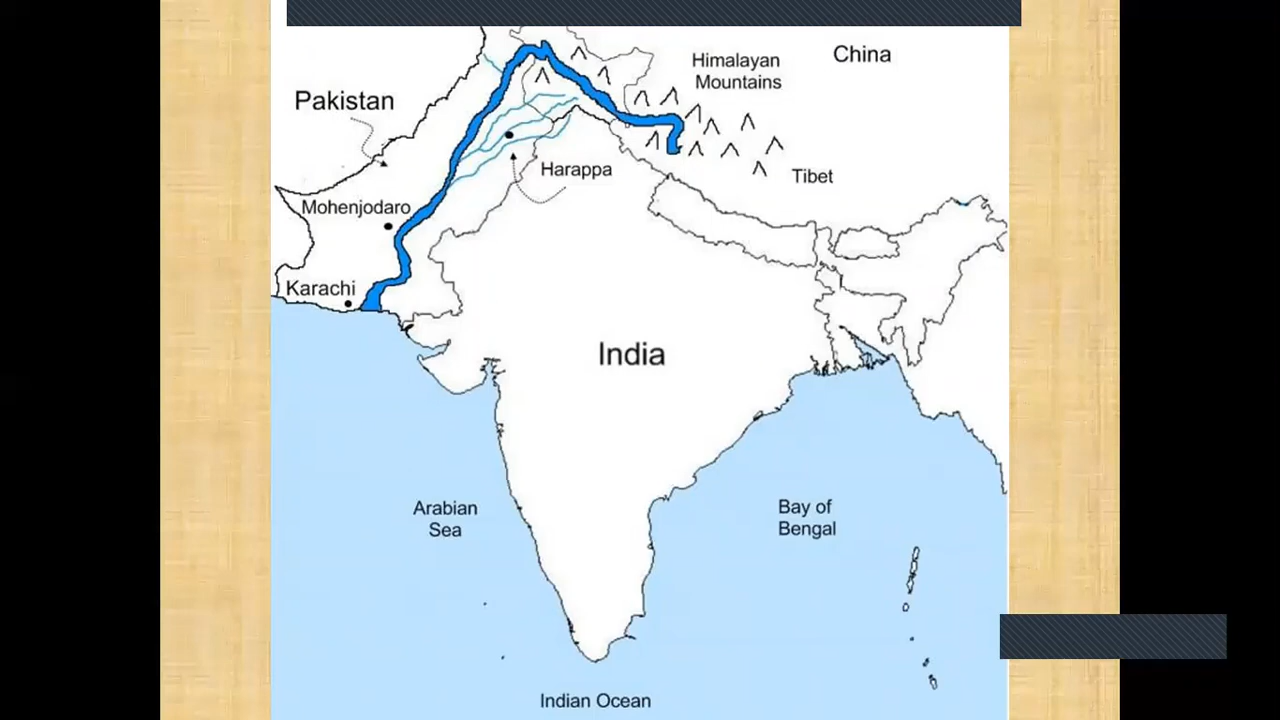 Himalayan
Mountains
China
Pakistan
Harappa
Tibet
Mohenjodaro
Karachi
India
Arabian
Sea
Bay of
Bengal
Indian Ocean